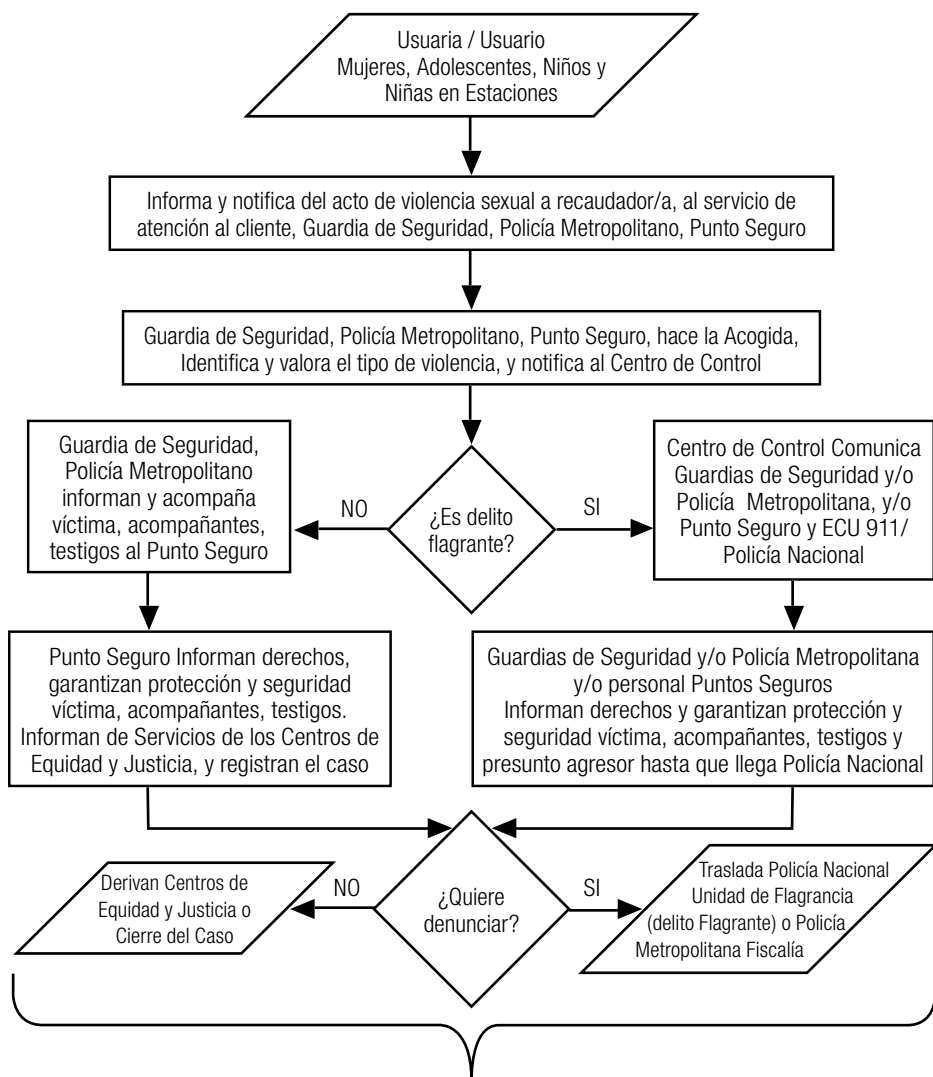 Usuaria / Usuario
Mujeres, Adolescentes, Niños y
Niñas en Estaciones
Informa y notifica del acto de violencia sexual a recaudador/a, al servicio de
atención al cliente, Guardia de Seguridad, Policía Metropolitano, Punto Seguro
Guardia de Seguridad, Policía Metropolitano, Punto Seguro, hace la Acogida,
Identifica y valora el tipo de violencia, y notifica al Centro de Control
Guardia de Seguridad,
Policía Metropolitano
informan y acompaña
víctima, acompañantes,
testigos al Punto Seguro
NO
¿Es delito
flagrante?
SI
Centro de Control Comunica
Guardias de Seguridad y/o
Policía Metropolitana, y/o
Punto Seguro y ECU 911/
Policía Nacional
Punto Seguro Informan derechos,
garantizan protección y seguridad
víctima, acompañantes, testigos.
Informan de Servicios de los Centros de
Equidad y Justicia, y registran el caso
Guardias de Seguridad y/o Policía Metropolitana
y/o personal Puntos Seguros
Informan derechos y garantizan protección y
seguridad víctima, acompañantes, testigos y
presunto agresor hasta que llega Policía Nacional
Derivan Centros de
Equidad y Justicia o
Cierre del Caso
NO
¿Quiere
denunciar?
SI
Traslada Policía Nacional
Unidad de Flagrancia
(delito Flagrante) o Policía
Metropolitana Fiscalía